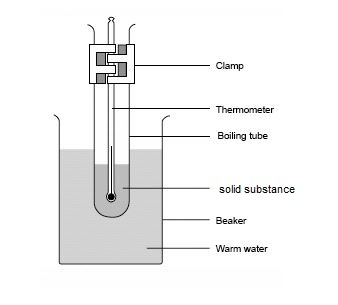 Clamp
Thermometer
Boiling tube
solid substance
Beaker
Warm water